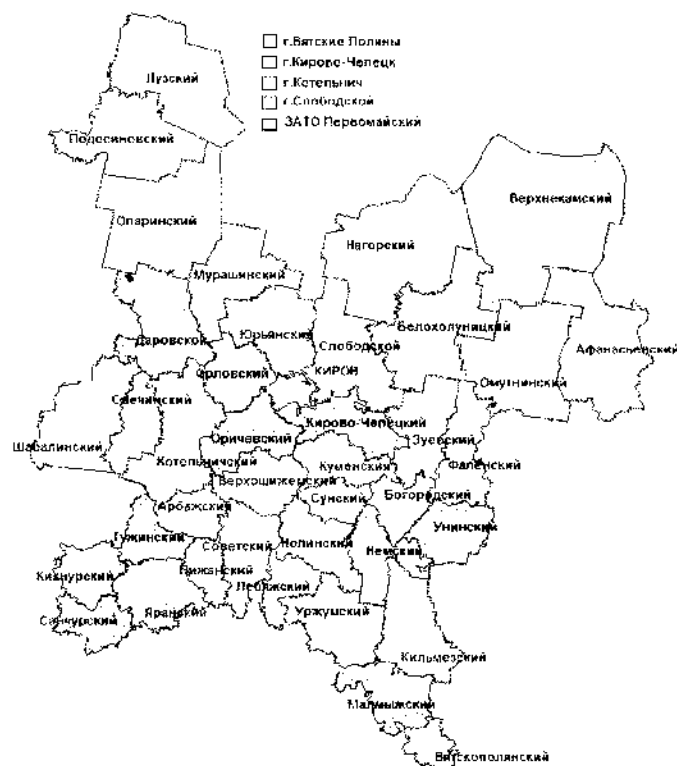 г.Вятские Поляны
г.Кирово-Чепецк
г.Котельнич
г.Слободской
ЗАТО Первомайский
Лузский
Подосиновский
Опаринский
Верхнекамский
Нагорский
Мурашинский
Юрьянский
Белохолуницкий
Даровской
Слободской
Афанасьевский
Орловский
КИРОВ
Омутнинский
Свечинский
Кирово-Чепецкий
Оричевский
Зуевский
Шабалинский
Котельничский
Куменский
Фаленский
Верхошижемский
Богородский
Сунский
Арбажский
Унинский
Тужинский
Советский
Нолинский
Немский
Кикнурский
Пижанский
Лебяжский
Санчурский
Яранский
Уржумский
Кильмезский
Малмыжский
Вятскополянский